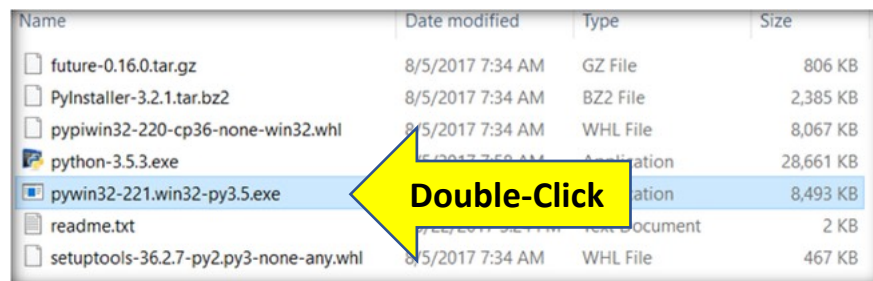 Name Date modified Type Size
future-0.16.0.tar.gz 8/5/2017 7:34 AM GZ File 806 KB
PyInstaller-3.2.1.tar.bz2 8/5/2017 7:34 AM BZ2 File 2,385 KB
pypiwin32-220-cp36-none-win32.whl 8/5/2017 7:34 AM WHL File 8,067 KB
python-3.5.3.exe Application 28,661 KB
pywin32-221.win32-py3.5.exe Double-Click 8,493 KB
readme.txt Text Document 2 KB
setuptools-36.2.7-py2.py3-none-any.whl 8/5/2017 7:34 AM WHL File 467 KB